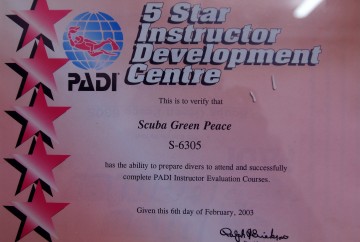 5 Star
Instructor
Development
Centre
PADI
This is to verify that
Scuba Green Peace
S-6305
has the ability to prepare divers to attend and successfully
complete PADI Instructor Evaluation Courses.
Given this 6th day of February, 2003